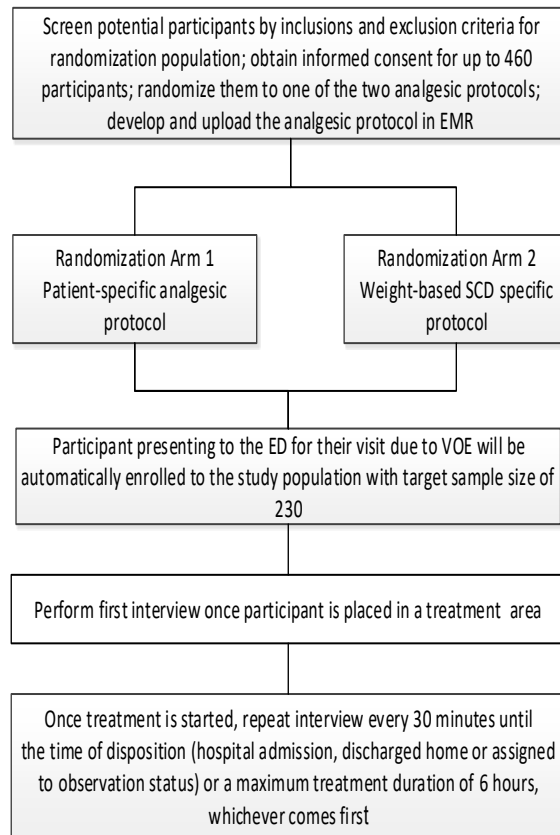 Screen potential participants by inclusions and exclusion criteria for
randomization population; obtain informed consent for up to 460
participants; randomize them to one of the two analgesic protocols;
develop and upload the analgesic protocol in EMR
Randomization Arm 1
Patient-specific analgesic
protocol
Randomization Arm 2
Weight-based SCD specific
protocol
Participant presenting to the ED for their visit due to VOE will be
automatically enrolled to the study population with target sample size of
230
Perform first interview once participant is placed in a treatment area
Once treatment is started, repeat interview every 30 minutes until
the time of disposition (hospital admission, discharged home or assigned
to observation status) or a maximum treatment duration of 6 hours,
whichever comes first